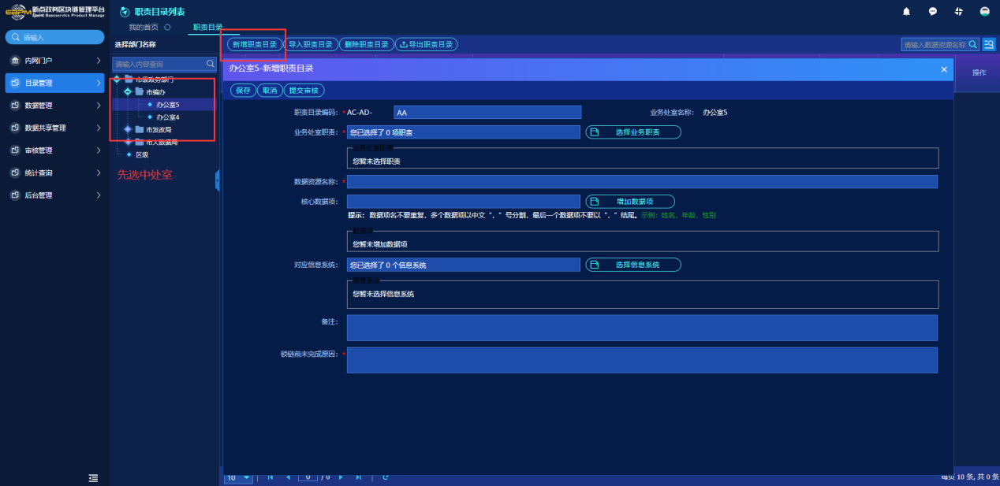 新点政务区块链管理平台
Epoint Basesservice Product Manage
职责目录列表
我的首页
职责目录
请输入
选择部门名称
新增职责目录
导入职责目录
删除职责目录
导出职责目录
请输入数据资源名称
内网门户
目录管理
数据管理
数据共享管理
审核管理
统计查询
后台管理
请输入内容查询
市级政务部门
市编办
办公室5
办公室4
市发改局
市大数据局
区级
先选中处室
操作
办公室5-新增职责目录
保存
取消
提交审核
职责目录编码: * AC-AD- AA
业务处室名称: 办公室5
业务处室职责: * 您已选择了 0 项职责
选择业务职责
业务处室职责
您暂未选择职责
数据资源名称: *
核心数据项:
增加数据项
提示: 数据项名不要重复, 多个数据项以中文 “, ” 号分割, 最后一个数据项不要以 “, ” 结尾。示例: 姓名、年龄、性别
数据项
您暂未增加数据项
对应信息系统: 您已选择了 0 个信息系统
选择信息系统
信息系统
您暂未选择信息系统
备注:
锁链前未完成原因: *
10
0 / 0
每页 10 条, 共 0 条